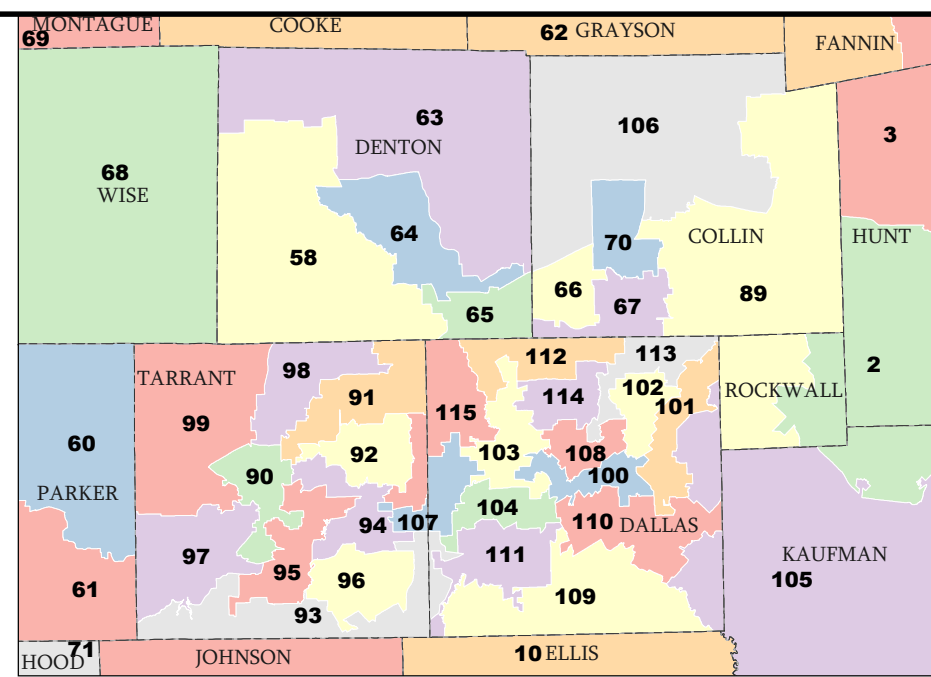 MONTAGUE
COOKE
62 GRAYSON
69
FANNIN
63
DENTON
106
3
68
WISE
64
58
70
COLLIN
HUNT
66
67
89
65
112
113
2
98
TARRANT
91
114
102
101
ROCKWALL
99
115
60
92
103
108
90
100
PARKER
104
94
107
110 DALLAS
97
111
KAUFMAN
105
95
96
61
109
93
HOOD
71
JOHNSON
10 ELLIS